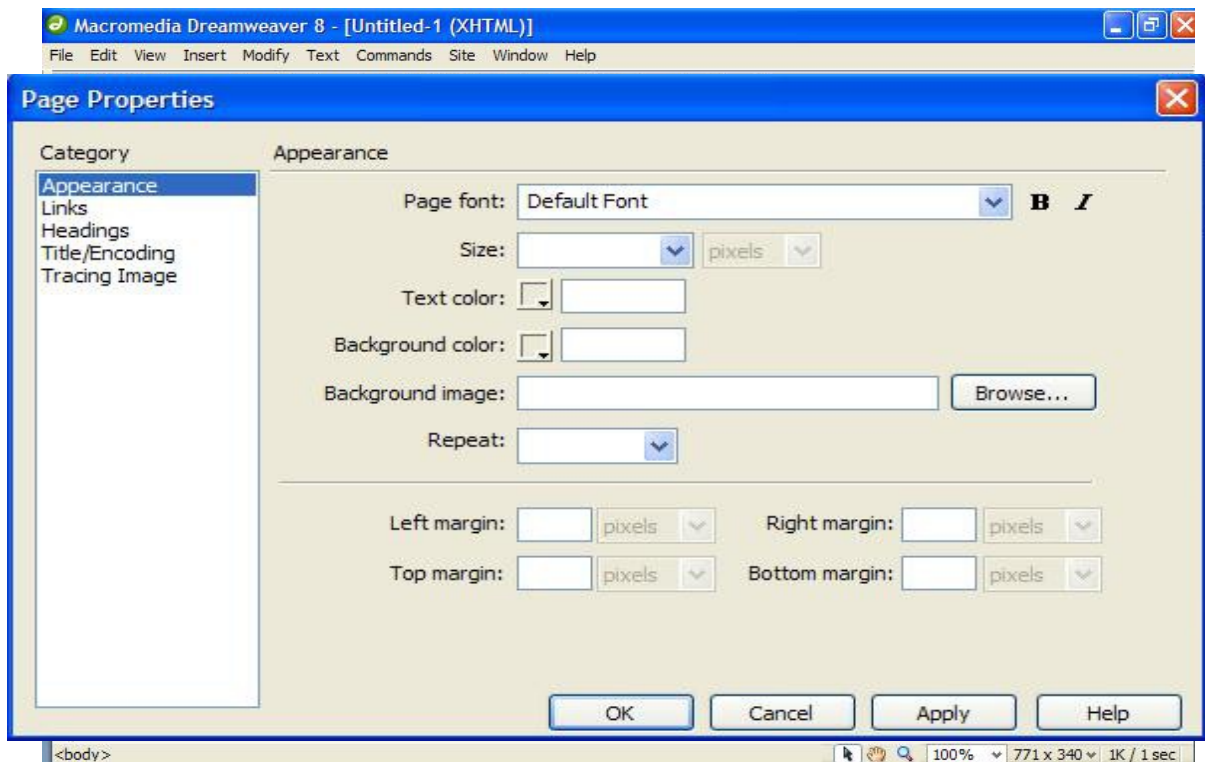 Macromedia Dreamweaver 8 - [Untitled-1 (XHTML)]
File Edit View Insert Modify Text Commands Site Window Help
Page Properties
Category
Appearance
Links
Headings
Title/Encoding
Tracing Image
Appearance
Page font: Default Font B I
Size: pixels
Text color:
Background color:
Background image: Browse...
Repeat:
Left margin: pixels Right margin: pixels
Top margin: pixels Bottom margin: pixels
OK Cancel Apply Help
<body> 100% 771 x 340 1K / 1 sec